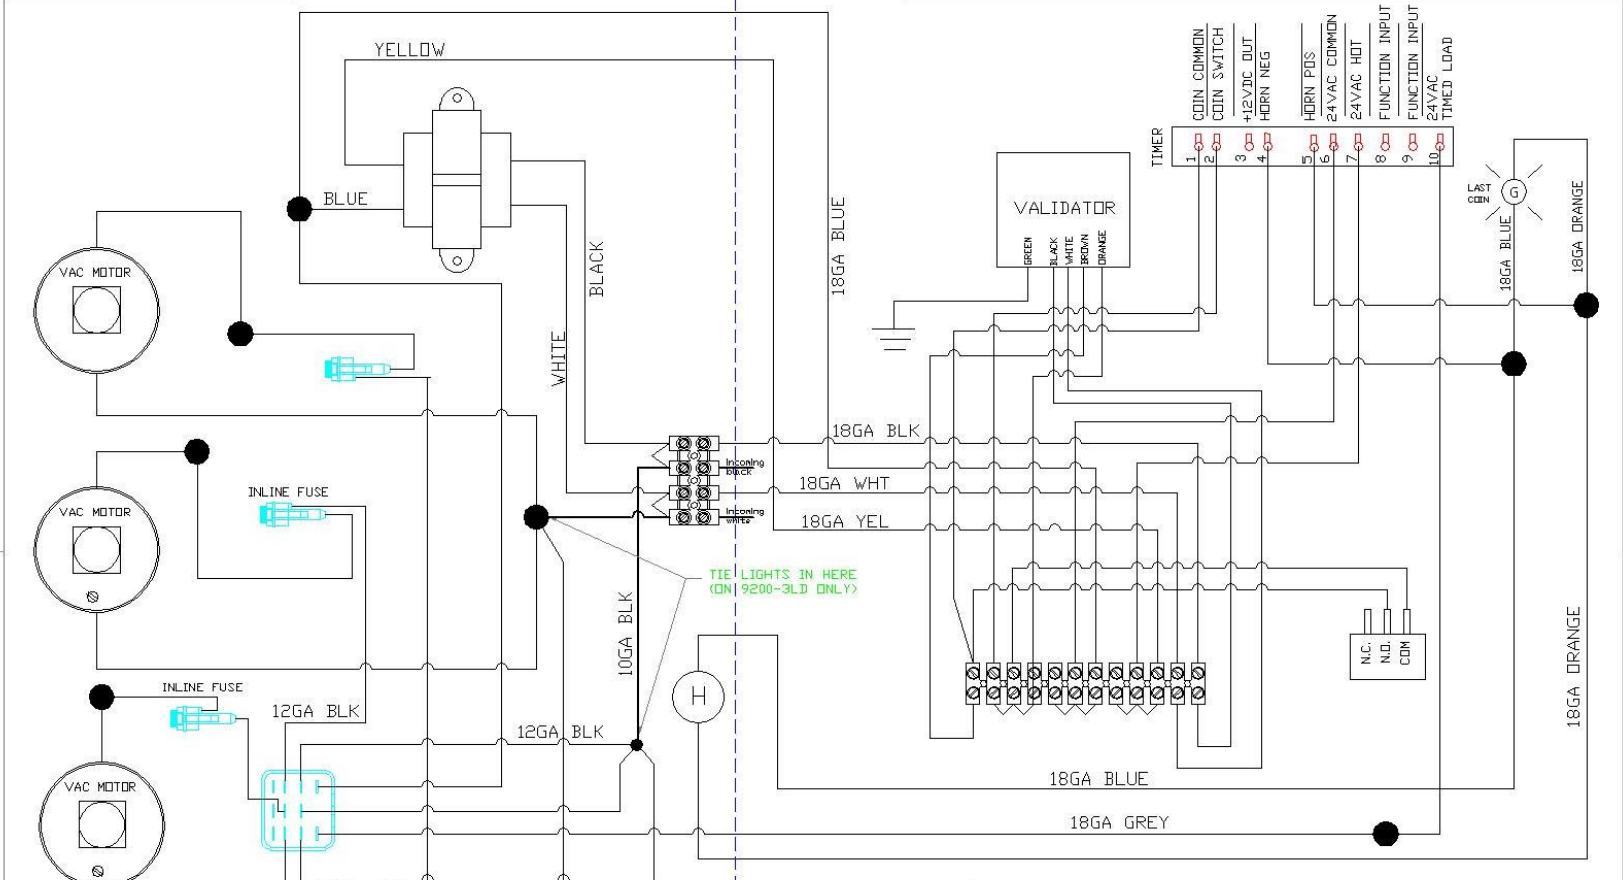 YELLOW
BLUE
BLACK
WHITE
18GA BLUE
VAC MOTOR
VAC MOTOR
INLINE FUSE
INLINE FUSE
VAC MOTOR
12GA BLK
12GA BLK
10GA BLK
Incoming
black
Incoming
white
TIE LIGHTS IN HERE
(ON 9200-3LD ONLY)
H
18GA BLK
18GA WHT
18GA YEL
VALIDATOR
GREEN
BLACK
WHITE
BROWN
ORANGE
TIMER
COIN COMMON
COIN SWITCH
+12VDC OUT
HORN NEG
HORN POS
24VAC COMMON
24VAC HOT
FUNCTION INPUT
FUNCTION INPUT
24VAC
TIMED LOAD
1
2
3
4
5
6
7
8
9
10
LAST
COIN
G
18GA BLUE
18GA ORANGE
N.C.
N.O.
COM
18GA ORANGE
18GA BLUE
18GA GREY